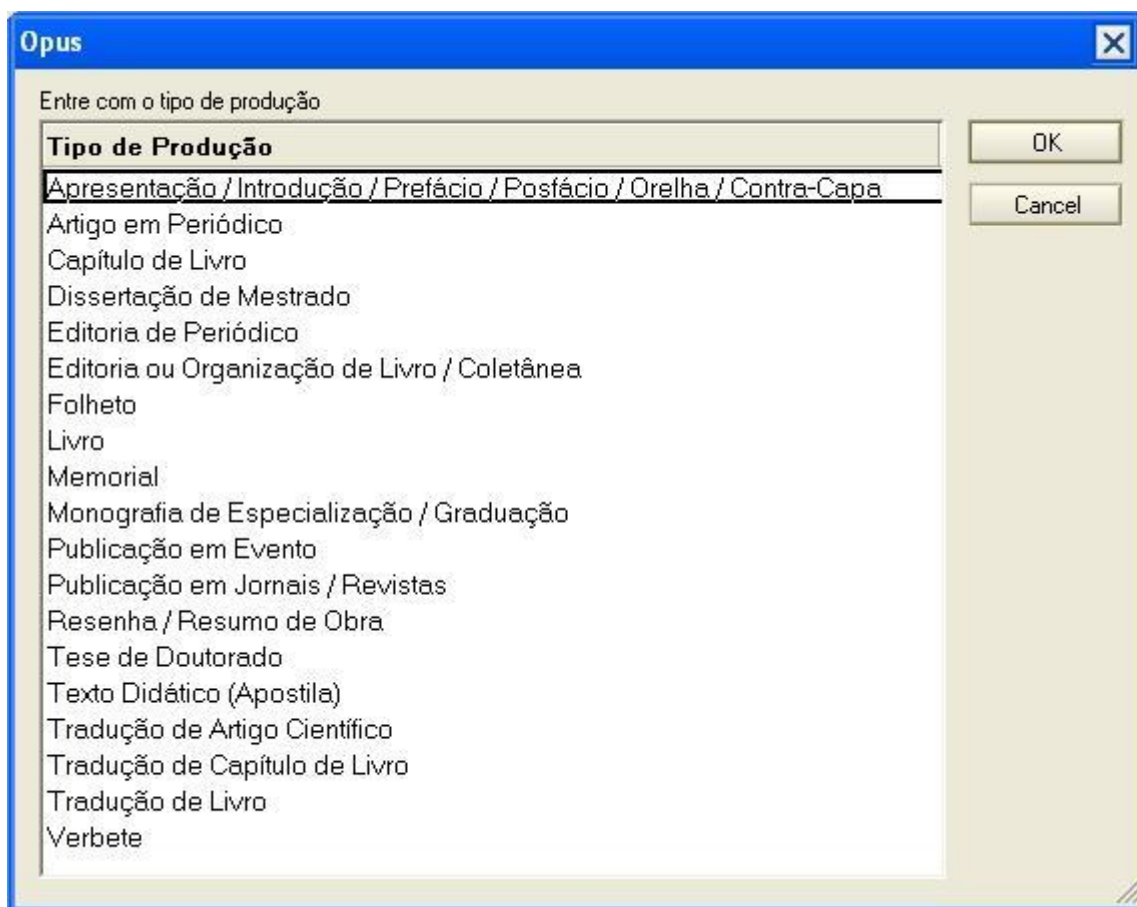 Opus
Entre com o tipo de produção
Tipo de Produção
OK
Apresentação / Introdução / Prefácio / Posfácio / Orelha / Contra-Capa
Cancel
Artigo em Periódico
Capítulo de Livro
Dissertação de Mestrado
Editoria de Periódico
Editoria ou Organização de Livro / Coletânea
Folheto
Livro
Memorial
Monografia de Especialização / Graduação
Publicação em Evento
Publicação em Jornais / Revistas
Resenha / Resumo de Obra
Tese de Doutorado
Texto Didático (Apostila)
Tradução de Artigo Científico
Tradução de Capítulo de Livro
Tradução de Livro
Verbete